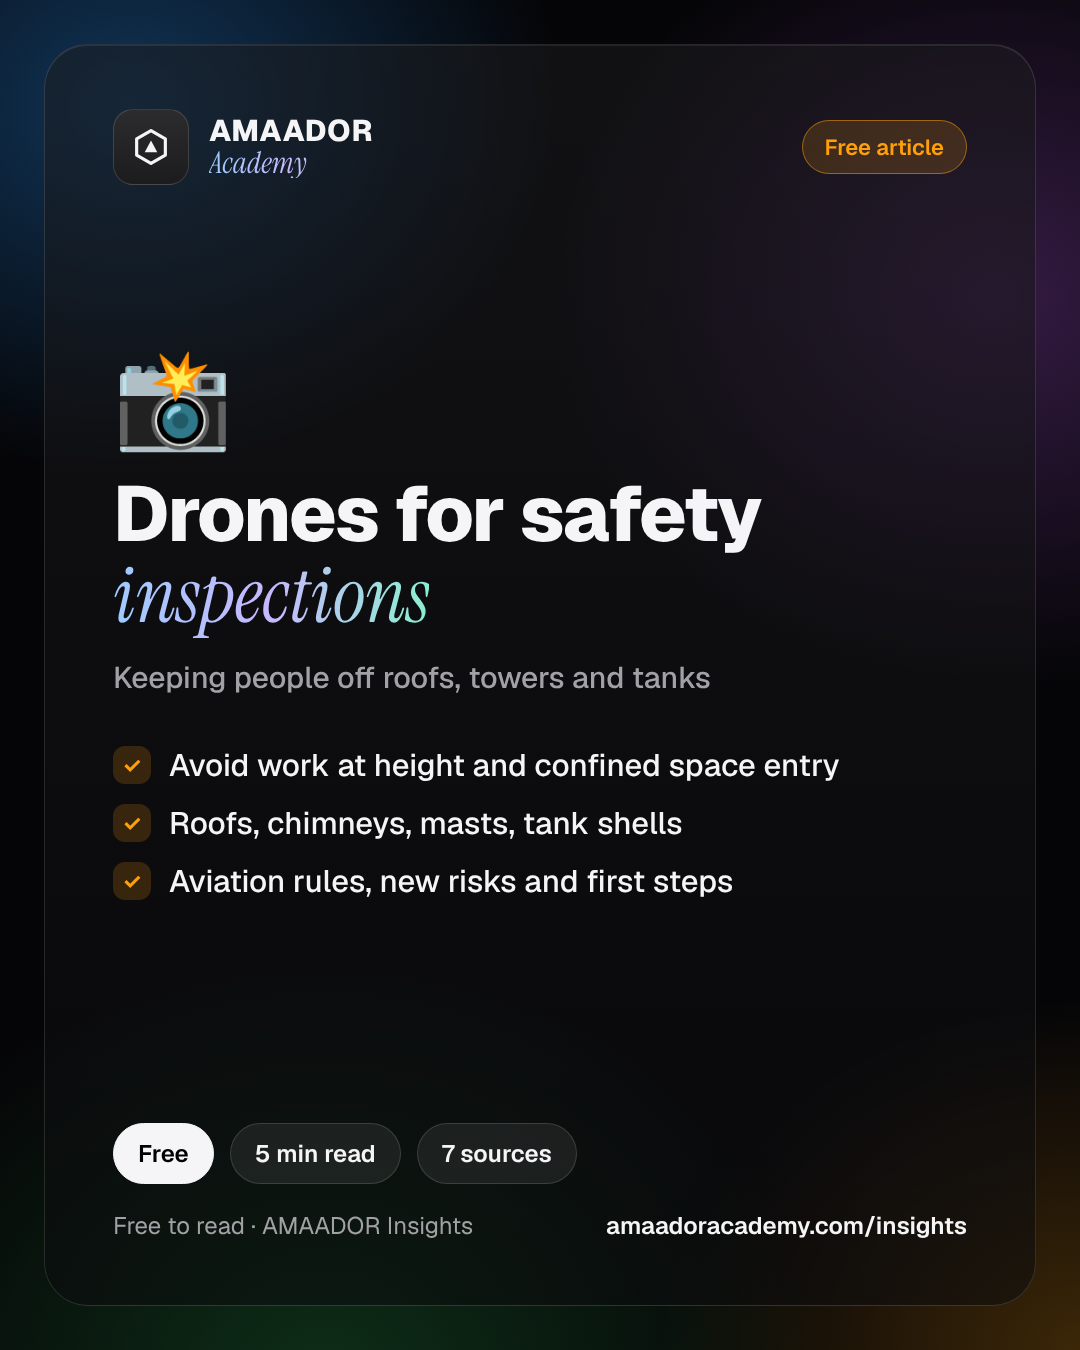 AMAADOR
Academy
Free article
Drones for safety
inspections
Keeping people off roofs, towers and tanks
Avoid work at height and confined space entry
Roofs, chimneys, masts, tank shells
Aviation rules, new risks and first steps
Free
5 min read
7 sources
Free to read · AMAADOR Insights
amaadoracademy.com/insights